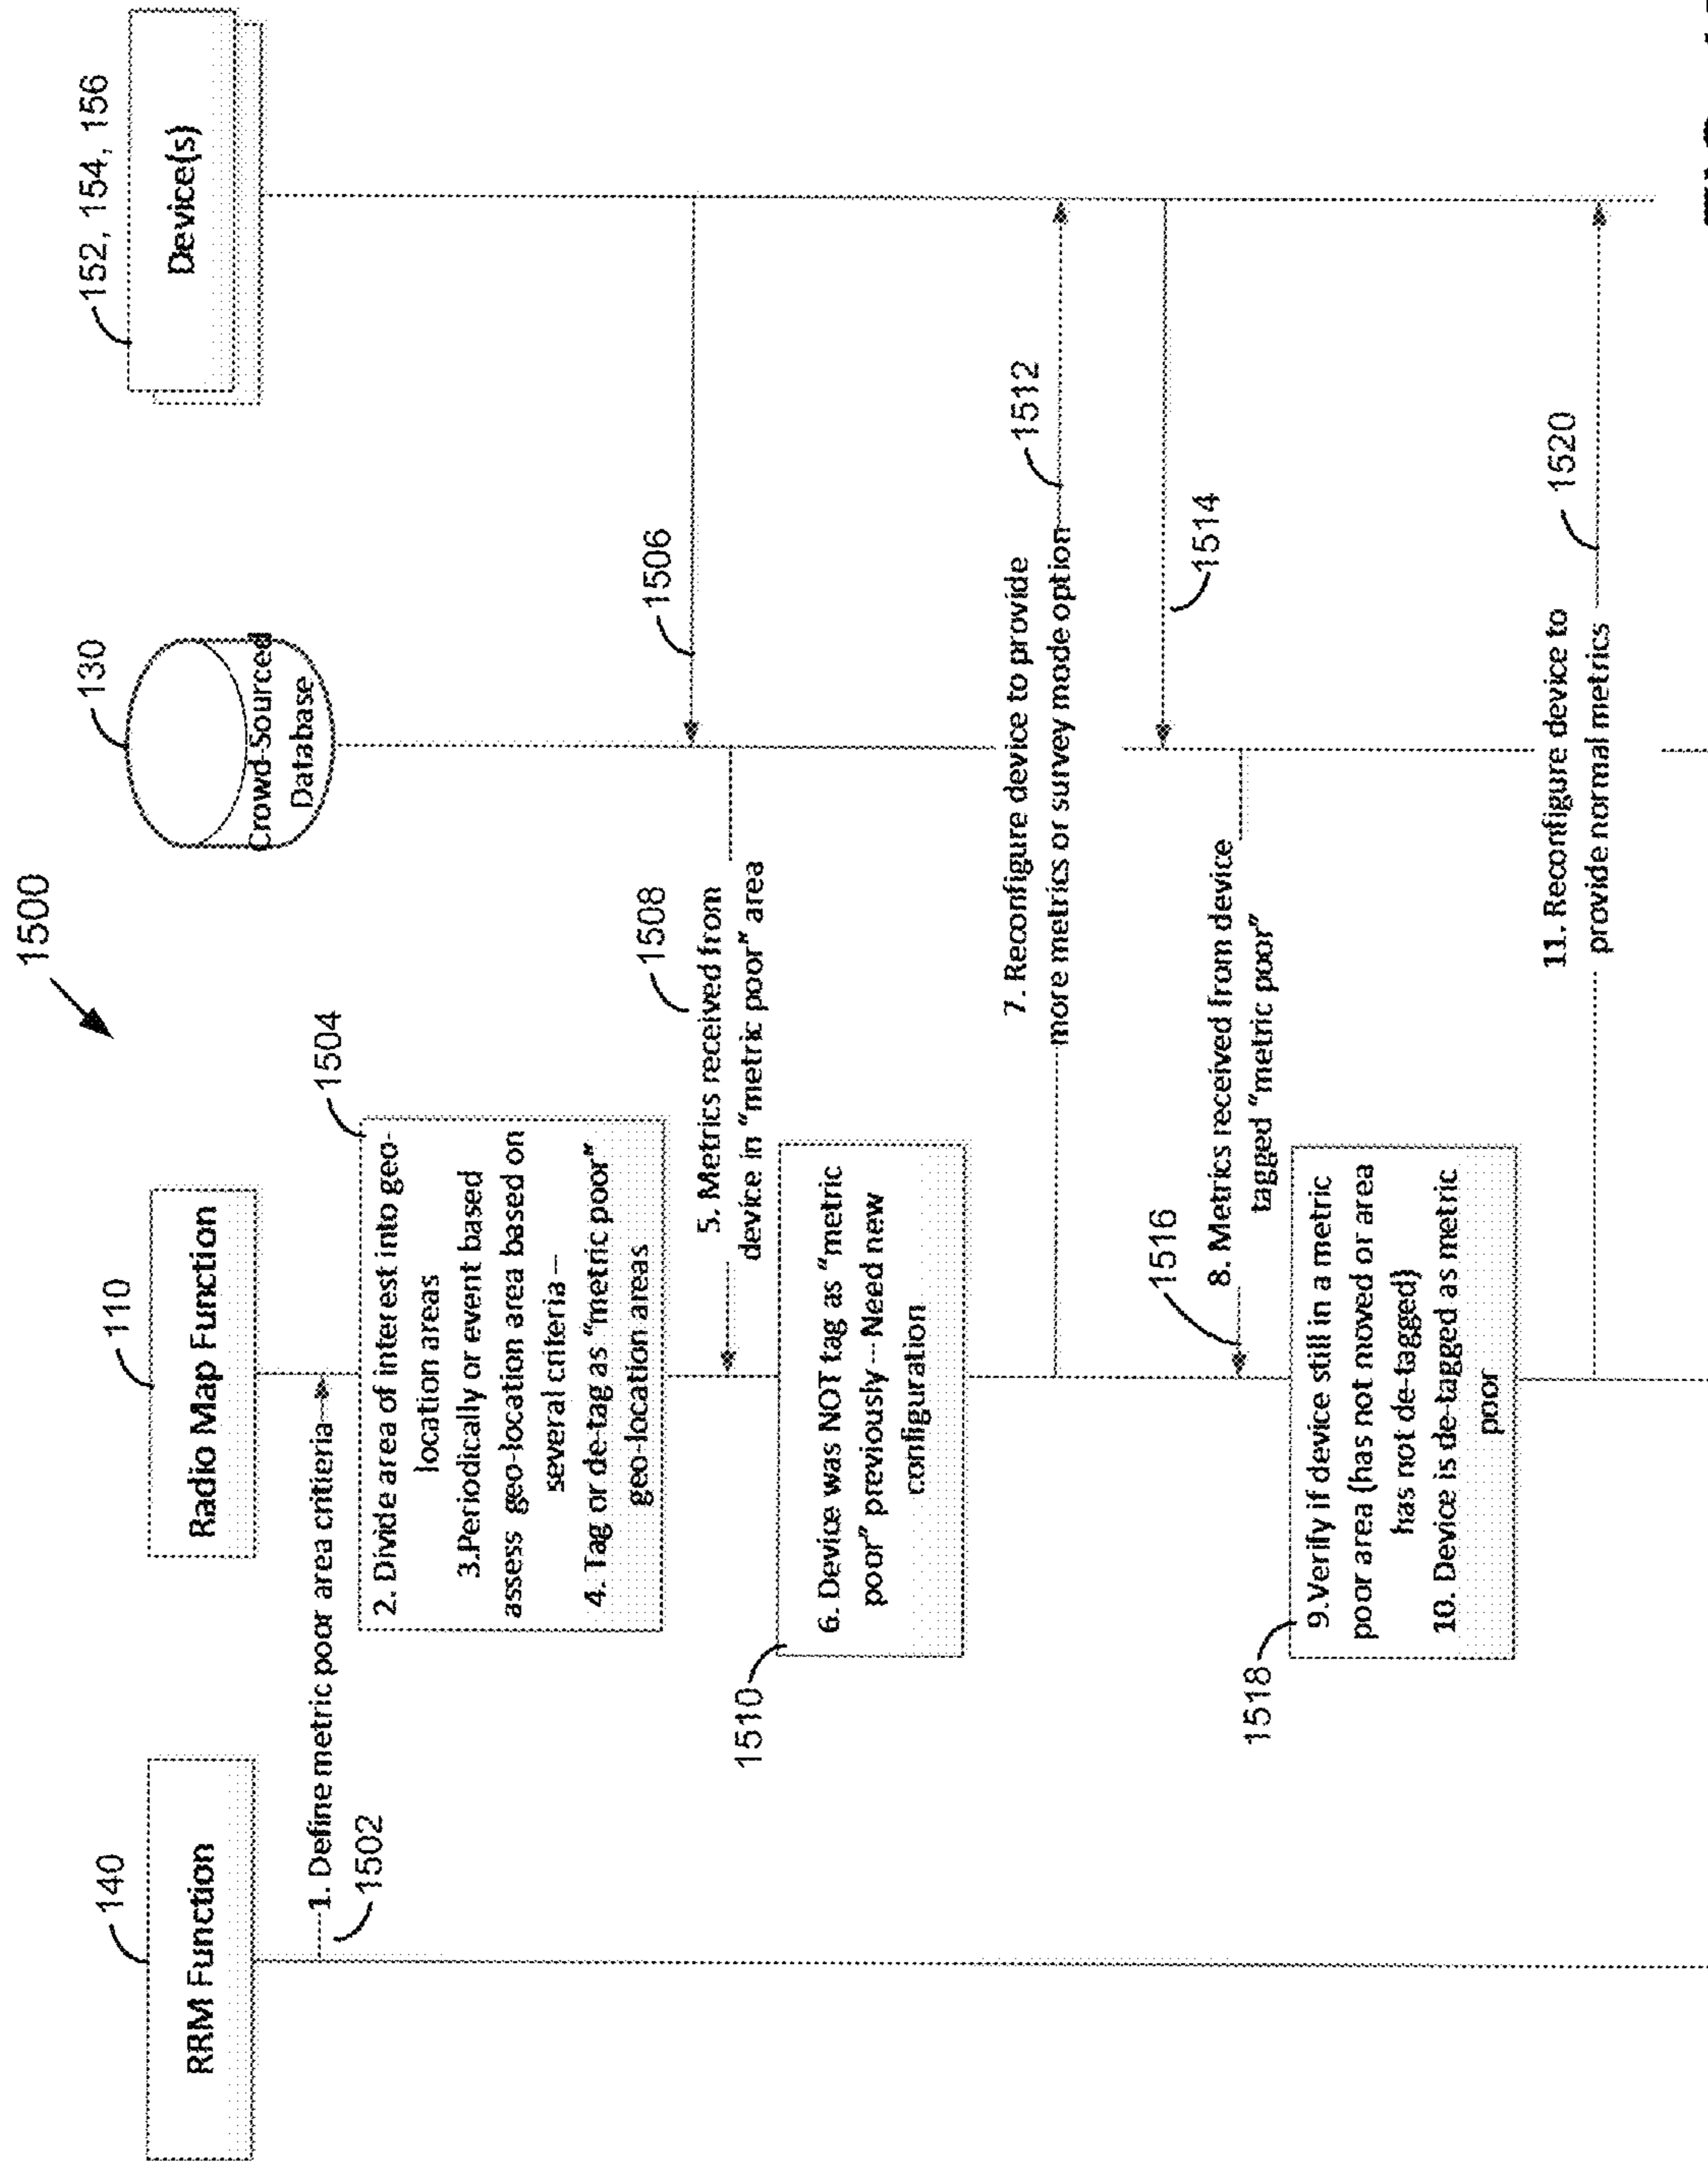 1500
140
RRM Function
110
Radio Map Function
130
Crowd-Sourced
Database
152, 154, 156
Device(s)
1. Define metric poor area critieria
1502
1504
2. Divide area of interest into geo-
location areas
3.Periodically or event based
assess geo-location area based on
several criteria –
4. Tag or de-tag as “metric poor”
geo-location areas
1506
1508
5. Metrics received from
device in “metric poor” area
1510
6. Device was NOT tag as “metric
poor” previously – Need new
configuration
7. Reconfigure device to provide
more metrics or survey mode option
1512
1514
1516
8. Metrics received from device
tagged “metric poor”
1518
9.Verify if device still in a metric
poor area (has not moved or area
has not de-tagged)
10. Device is de-tagged as metric
poor
11. Reconfigure device to
provide normal metrics
1520